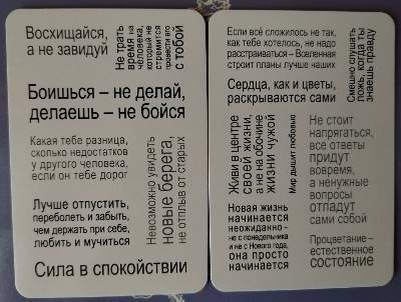 Восхищайся,
а не завидуй
Не трать
время на
человека,
который не
стремится
провести его
с тобой
Боишься – не делай,
делаешь – не бойся
Какая тебе разница,
сколько недостатков
у другого человека,
если он тебе дорог
Лучше отпустить,
переболеть и забыть,
чем держать при себе,
любить и мучиться
Невозможно увидеть
новые берега,
не отплыв от старых
Сила в спокойствии
Если всё сложилось не так,
как тебе хотелось, не надо
расстраиваться – Вселенная
строит планы лучше наших
Смешно слушать
ложь, когда ты
знаешь правду
Сердца, как и цветы,
раскрываются сами
Живи в центре
своей жизни,
а не на обочине
жизни чужой
Мир дышит любовью
Не стоит
напрягаться,
все ответы
придут
вовремя,
а ненужные
вопросы
отпадут
сами собой
Новая жизнь
начинается
неожиданно –
не с понедельника
и не с Нового года,
она просто
начинается
Процветание –
естественное
состояние